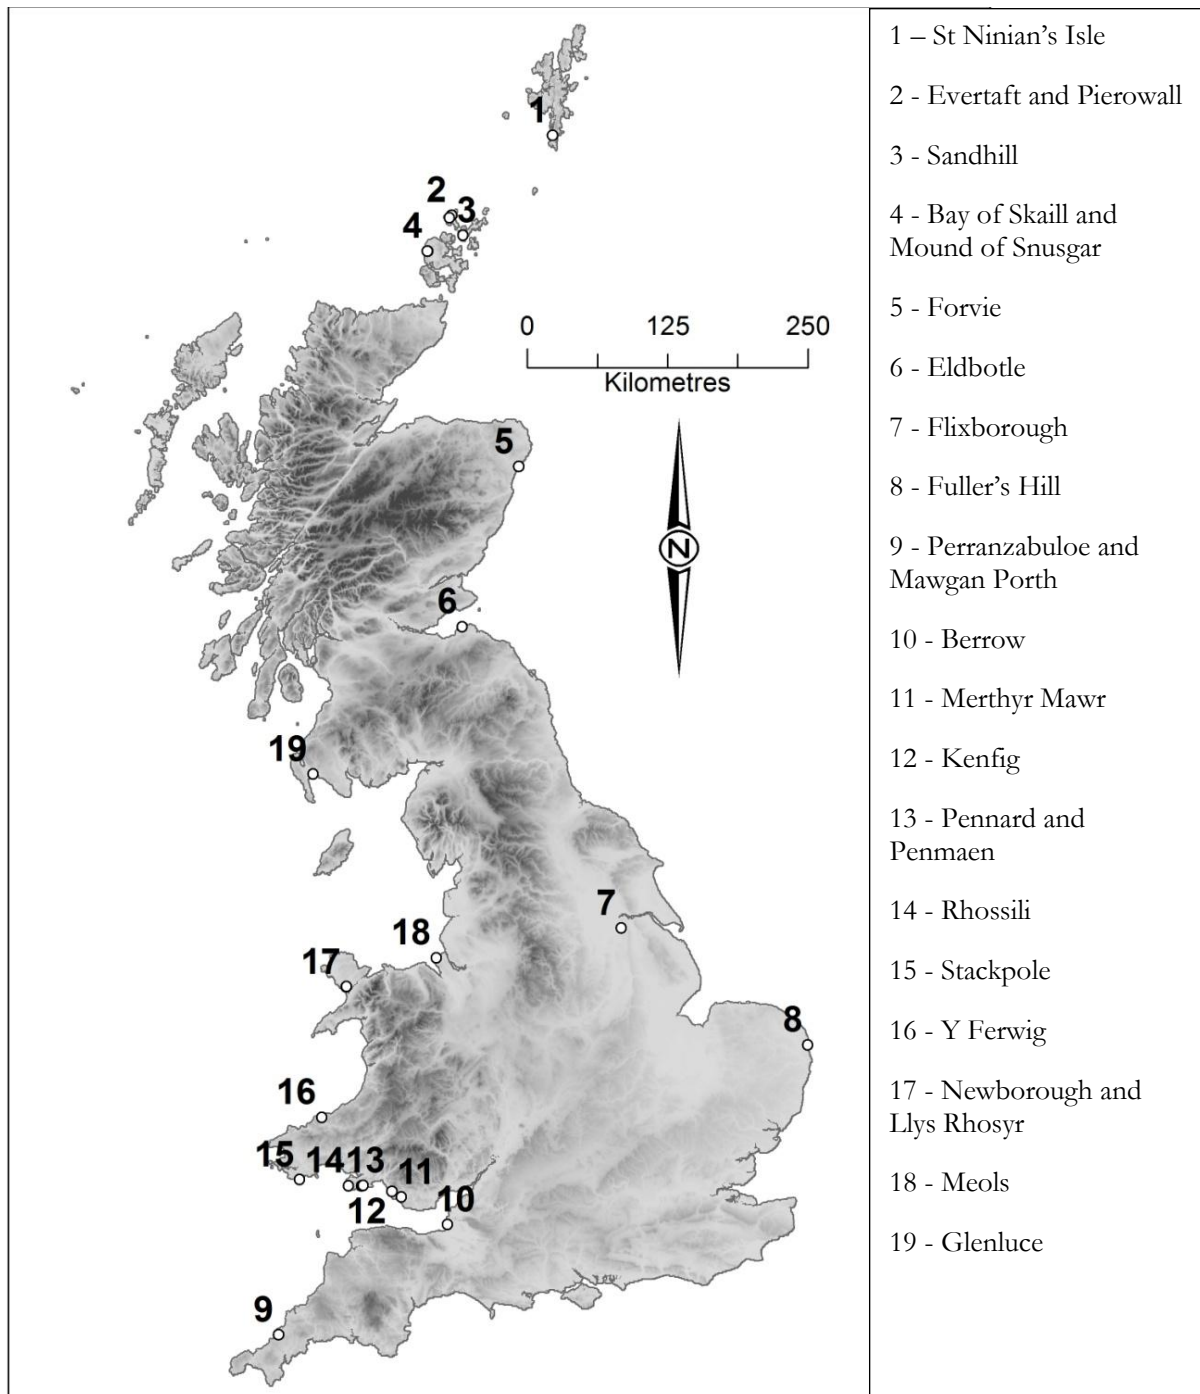 1
2
3
4
0 125 250
Kilometres
5
N
6
19
7
18
17
8
16
15 14 13
11
12
10
9
1 – St Ninian’s Isle
2 - Evertaft and Pierowall
3 - Sandhill
4 - Bay of Skaill and
Mound of Snusgar
5 - Forvie
6 - Eldbotle
7 - Flixborough
8 - Fuller’s Hill
9 - Perranzabuloe and
Mawgan Porth
10 - Berrow
11 - Merthyr Mawr
12 - Kenfig
13 - Pennard and
Penmaen
14 - Rhossili
15 - Stackpole
16 - Y Ferwig
17 - Newborough and
Llys Rhosyr
18 - Meols
19 - Glenluce